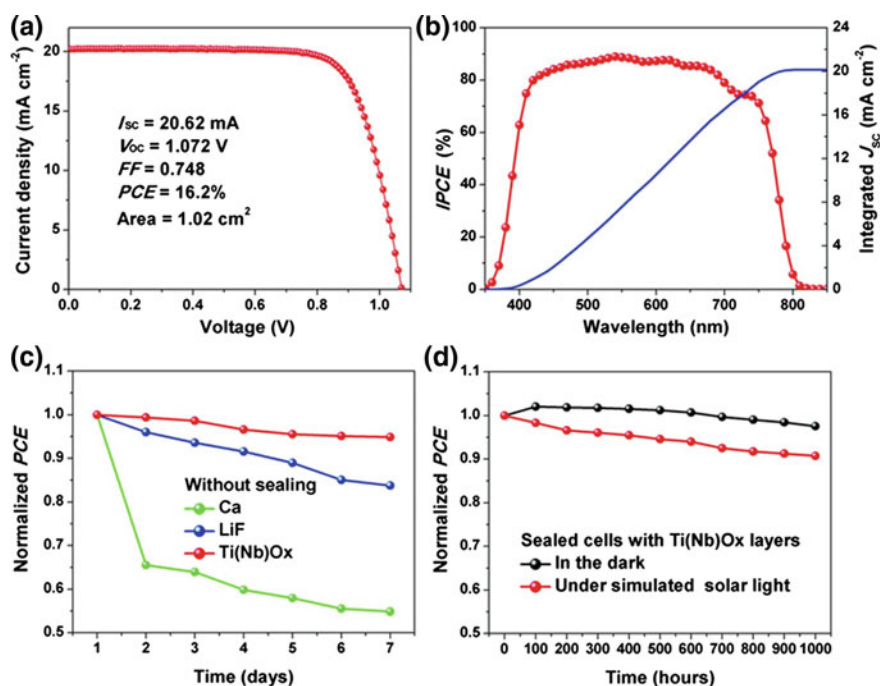 (a)
Current density (mA cm⁻²)
20
15
10
5
0
I_SC = 20.62 mA
V_OC = 1.072 V
FF = 0.748
PCE = 16.2%
Area = 1.02 cm²
0.0 0.2 0.4 0.6 0.8 1.0
Voltage (V)
(b)
IPCE (%)
100
80
60
40
20
0
24
20
16
12
8
4
0
Integrated J_SC (mA cm⁻²)
400 500 600 700 800
Wavelength (nm)
(c)
Normalized PCE
1.1
1.0
0.9
0.8
0.7
0.6
0.5
Without sealing
Ca
LiF
Ti(Nb)Ox
1 2 3 4 5 6 7
Time (days)
(d)
Normalized PCE
1.1
1.0
0.9
0.8
0.7
0.6
0.5
Sealed cells with Ti(Nb)Ox layers
In the dark
Under simulated solar light
0 100 200 300 400 500 600 700 800 900 1000
Time (hours)